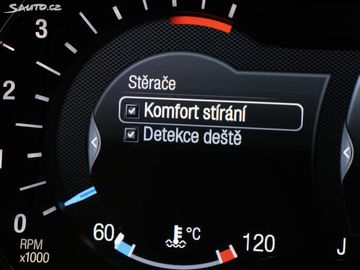 SAUTO.CZ
3
2
1
0
RPM
x1000
Stěrače
Komfort stírání
Detekce deště
60
°C
120
J